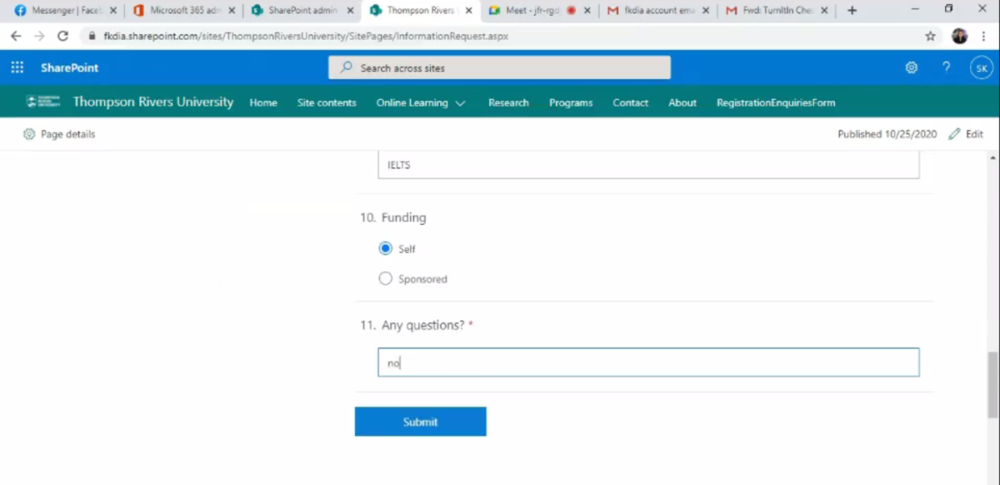 Messenger | Faceb
Microsoft 365 adm
SharePoint admin
Thompson Rivers
Meet - jfr-rgd
fkdia account ema
Fwd: TurnItIn Che
fkdia.sharepoint.com/sites/ThompsonRiversUniversity/SitePages/InformationRequest.aspx
SharePoint
Search across sites
?
SK
Thompson Rivers University
Home
Site contents
Online Learning
Research
Programs
Contact
About
RegistrationEnquiriesForm
Page details
Published 10/25/2020
Edit
IELTS
10. Funding
Self
Sponsored
11. Any questions? *
no
Submit